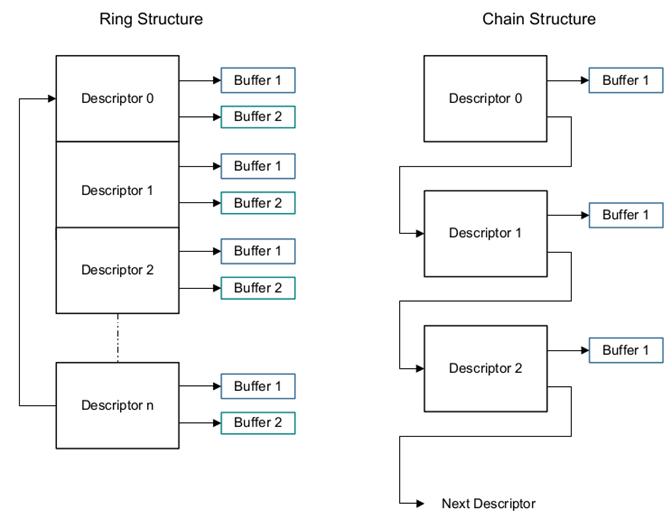 Ring Structure
Descriptor 0
Buffer 1
Buffer 2
Descriptor 1
Buffer 1
Buffer 2
Descriptor 2
Buffer 1
Buffer 2
Descriptor n
Buffer 1
Buffer 2
Chain Structure
Descriptor 0
Buffer 1
Descriptor 1
Buffer 1
Descriptor 2
Buffer 1
Next Descriptor